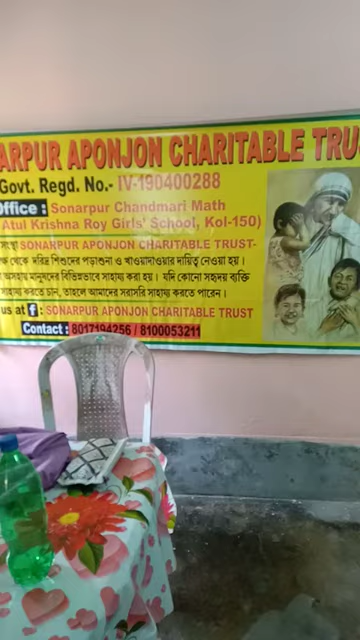 ARPUR APONJON CHARITABLE TRU
Govt. Regd. No.- IV-190400288
Office : Sonarpur Chandmari Math
Atul Krishna Roy Girls' School, Kol-150)
সংস্থা SONARPUR APONJON CHARITABLE TRUST-
থেকে দরিদ্র শিশুদের পড়াশুনা ও খাওয়াদাওয়ার দায়িত্ব নেওয়া হয়।
অসহায় মানুষদের বিভিন্নভাবে সাহায্য করা হয়। যদি কোনো সহৃদয় ব্যক্তি
সাহায্য করতে চান, তাহলে আমাদের সরাসরি সাহায্য করতে পারেন।
us at f : SONARPUR APONJON CHARITABLE TRUST
Contact : 8017194256 / 8100053211